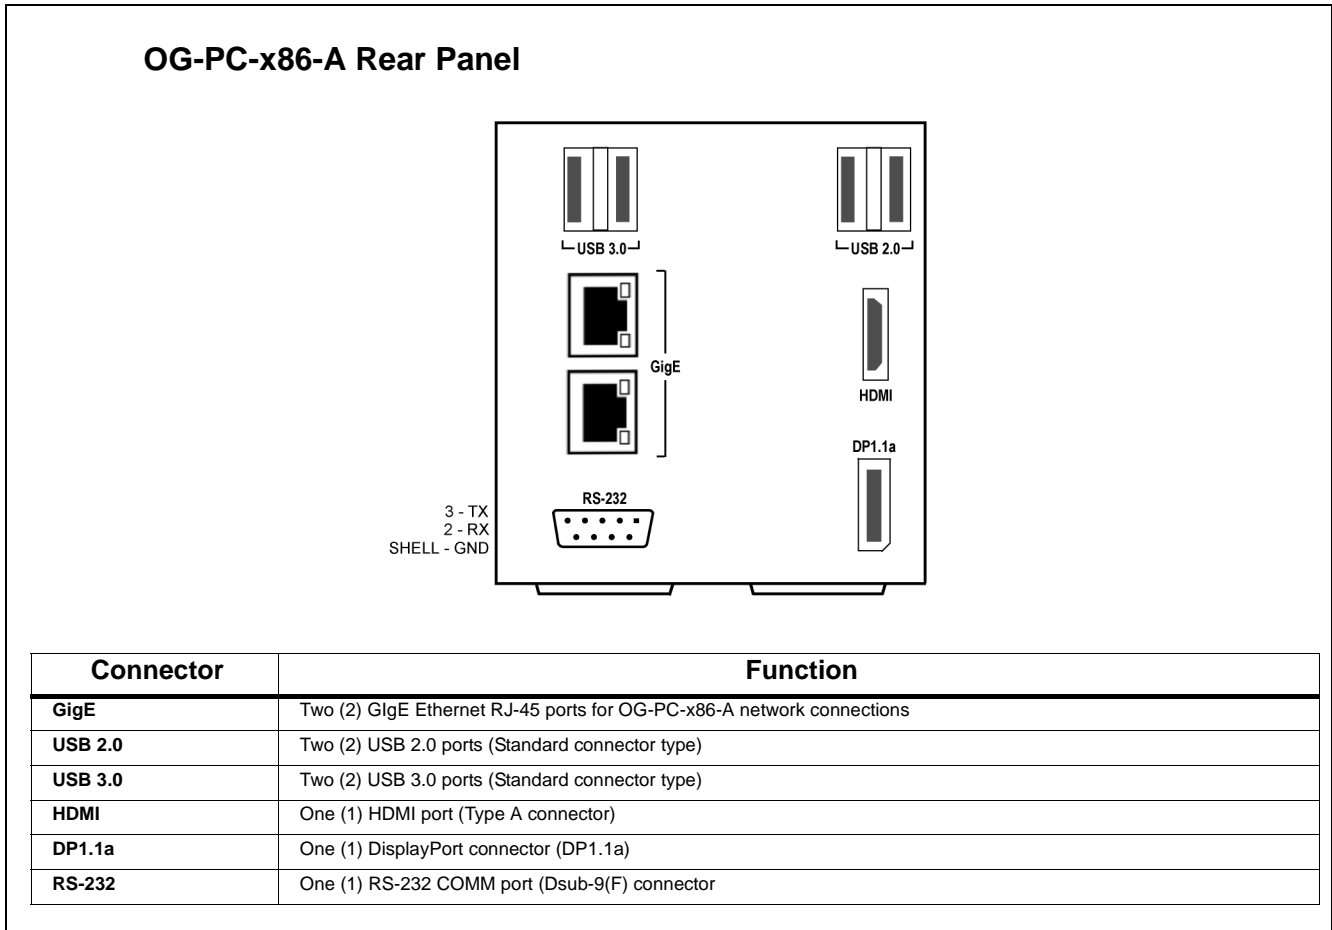 OG-PC-x86-A Rear Panel
USB 3.0
USB 2.0
GigE
HDMI
DP1.1a
RS-232
3 - TX
2 - RX
SHELL - GND
Connector Function
GigE Two (2) GIgE Ethernet RJ-45 ports for OG-PC-x86-A network connections
USB 2.0 Two (2) USB 2.0 ports (Standard connector type)
USB 3.0 Two (2) USB 3.0 ports (Standard connector type)
HDMI One (1) HDMI port (Type A connector)
DP1.1a One (1) DisplayPort connector (DP1.1a)
RS-232 One (1) RS-232 COMM port (Dsub-9(F) connector